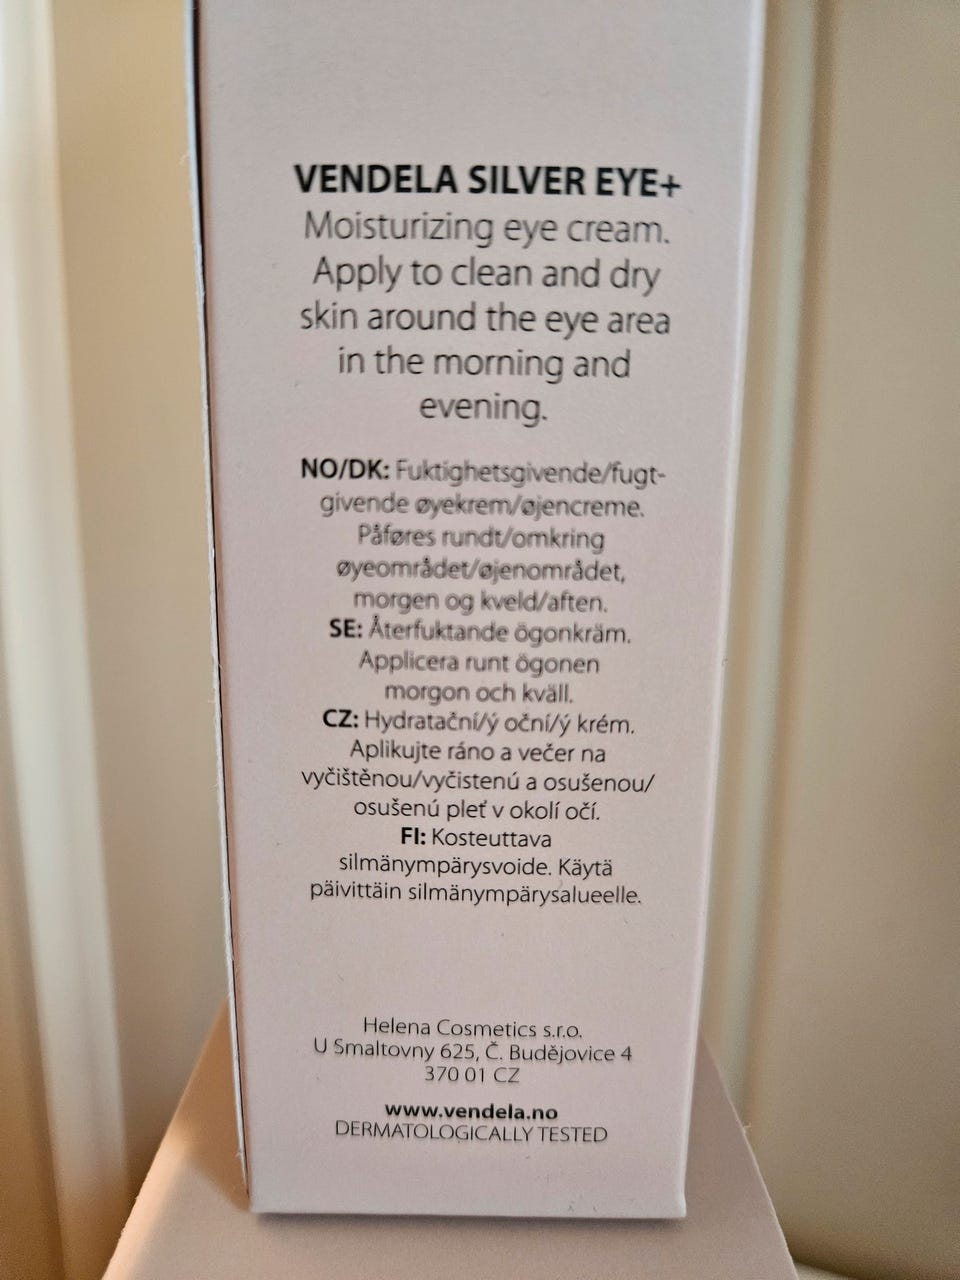 VENDELA SILVER EYE+
Moisturizing eye cream.
Apply to clean and dry
skin around the eye area
in the morning and
evening.
NO/DK: Fuktighetsgivende/fugt-
givende øyekrem/øjencreme.
Påføres rundt/omkring
øyeområdet/øjenområdet,
morgen og kveld/aften.
SE: Återfuktande ögonkräm.
Applicera runt ögonen
morgon och kväll.
CZ: Hydratační/ý oční/ý krém.
Aplikujte ráno a večer na
vyčištěnou/vyčistenú a osušenou/
osušenú pleť v okolí očí.
FI: Kosteuttava
silmänympärysvoide. Käytä
päivittäin silmänympärysalueelle.
Helena Cosmetics s.r.o.
U Smaltovny 625, Č. Budějovice 4
370 01 CZ
www.vendela.no
DERMATOLOGICALLY TESTED